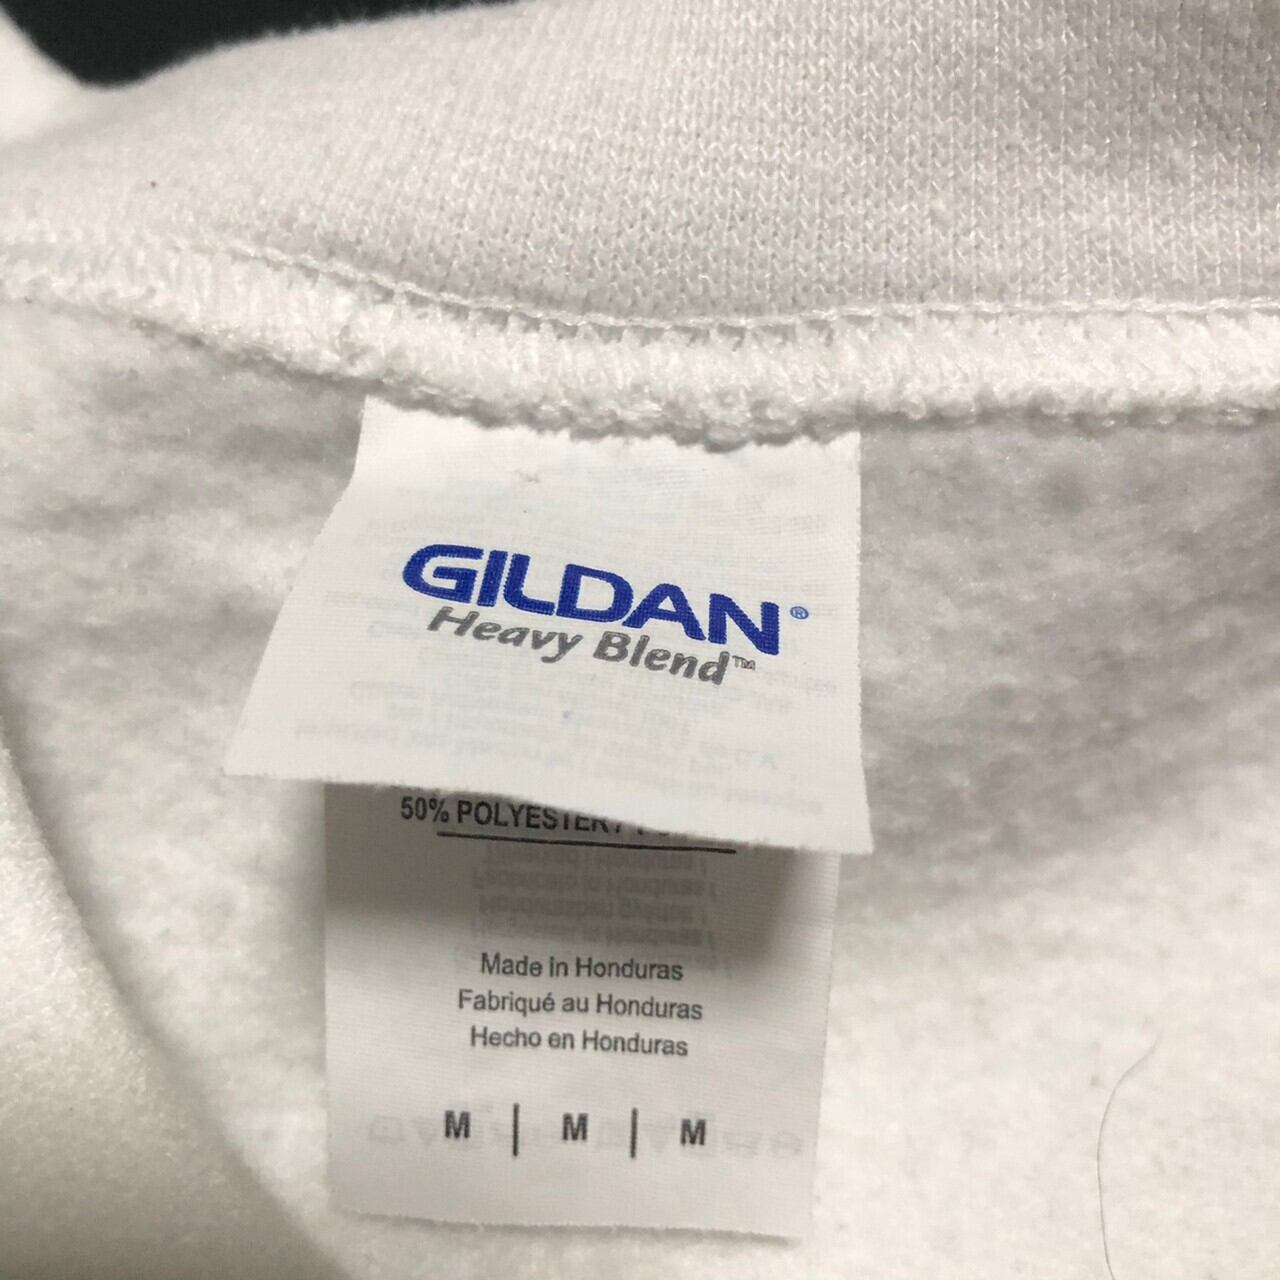 GILDAN®
Heavy Blend™
50% POLYESTER /
Made in Honduras
Fabriqué au Honduras
Hecho en Honduras
M | M | M